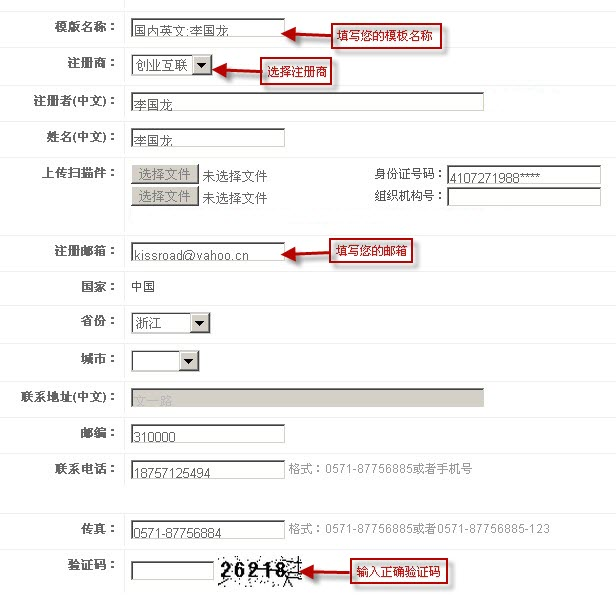 模版名称： 国内英文:李国龙 填写您的模板名称
注册商： 创业互联 选择注册商
注册者(中文)： 李国龙
姓名(中文)： 李国龙
上传扫描件： 选择文件 未选择文件 身份证号码： 4107271988****
选择文件 未选择文件 组织机构号：
注册邮箱： kissroad@yahoo.cn 填写您的邮箱
国家： 中国
省份： 浙江
城市：
联系地址(中文)： 文一路
邮编： 310000
联系电话： 18757125494 格式：0571-87756885或者手机号
传真： 0571-87756884 格式：0571-87756885或者0571-87756885-123
验证码： 26218 输入正确验证码